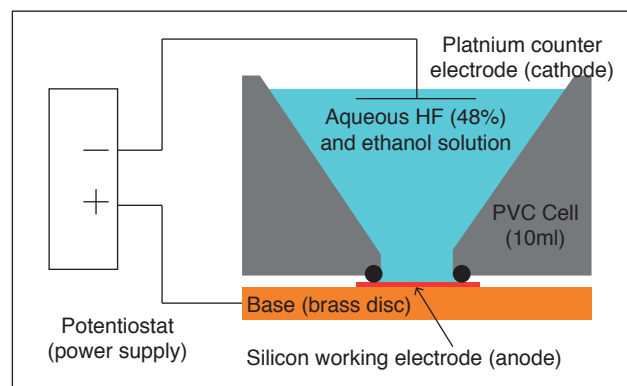 Platnium counter
electrode (cathode)
Aqueous HF (48%)
and ethanol solution
−
+
PVC Cell
(10ml)
Base (brass disc)
Potentiostat
(power supply)
Silicon working electrode (anode)